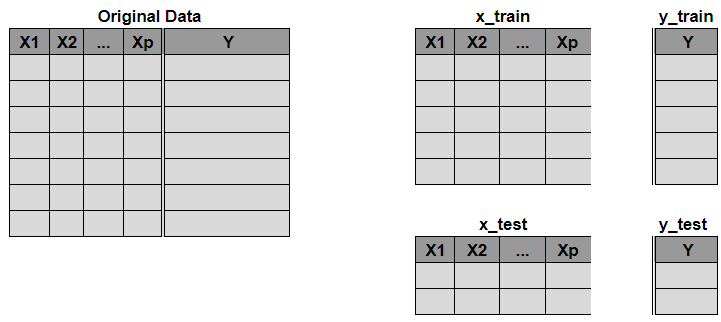 Original Data
X1 X2 ... Xp Y
x_train
X1 X2 ... Xp
y_train
Y
x_test
X1 X2 ... Xp
y_test
Y